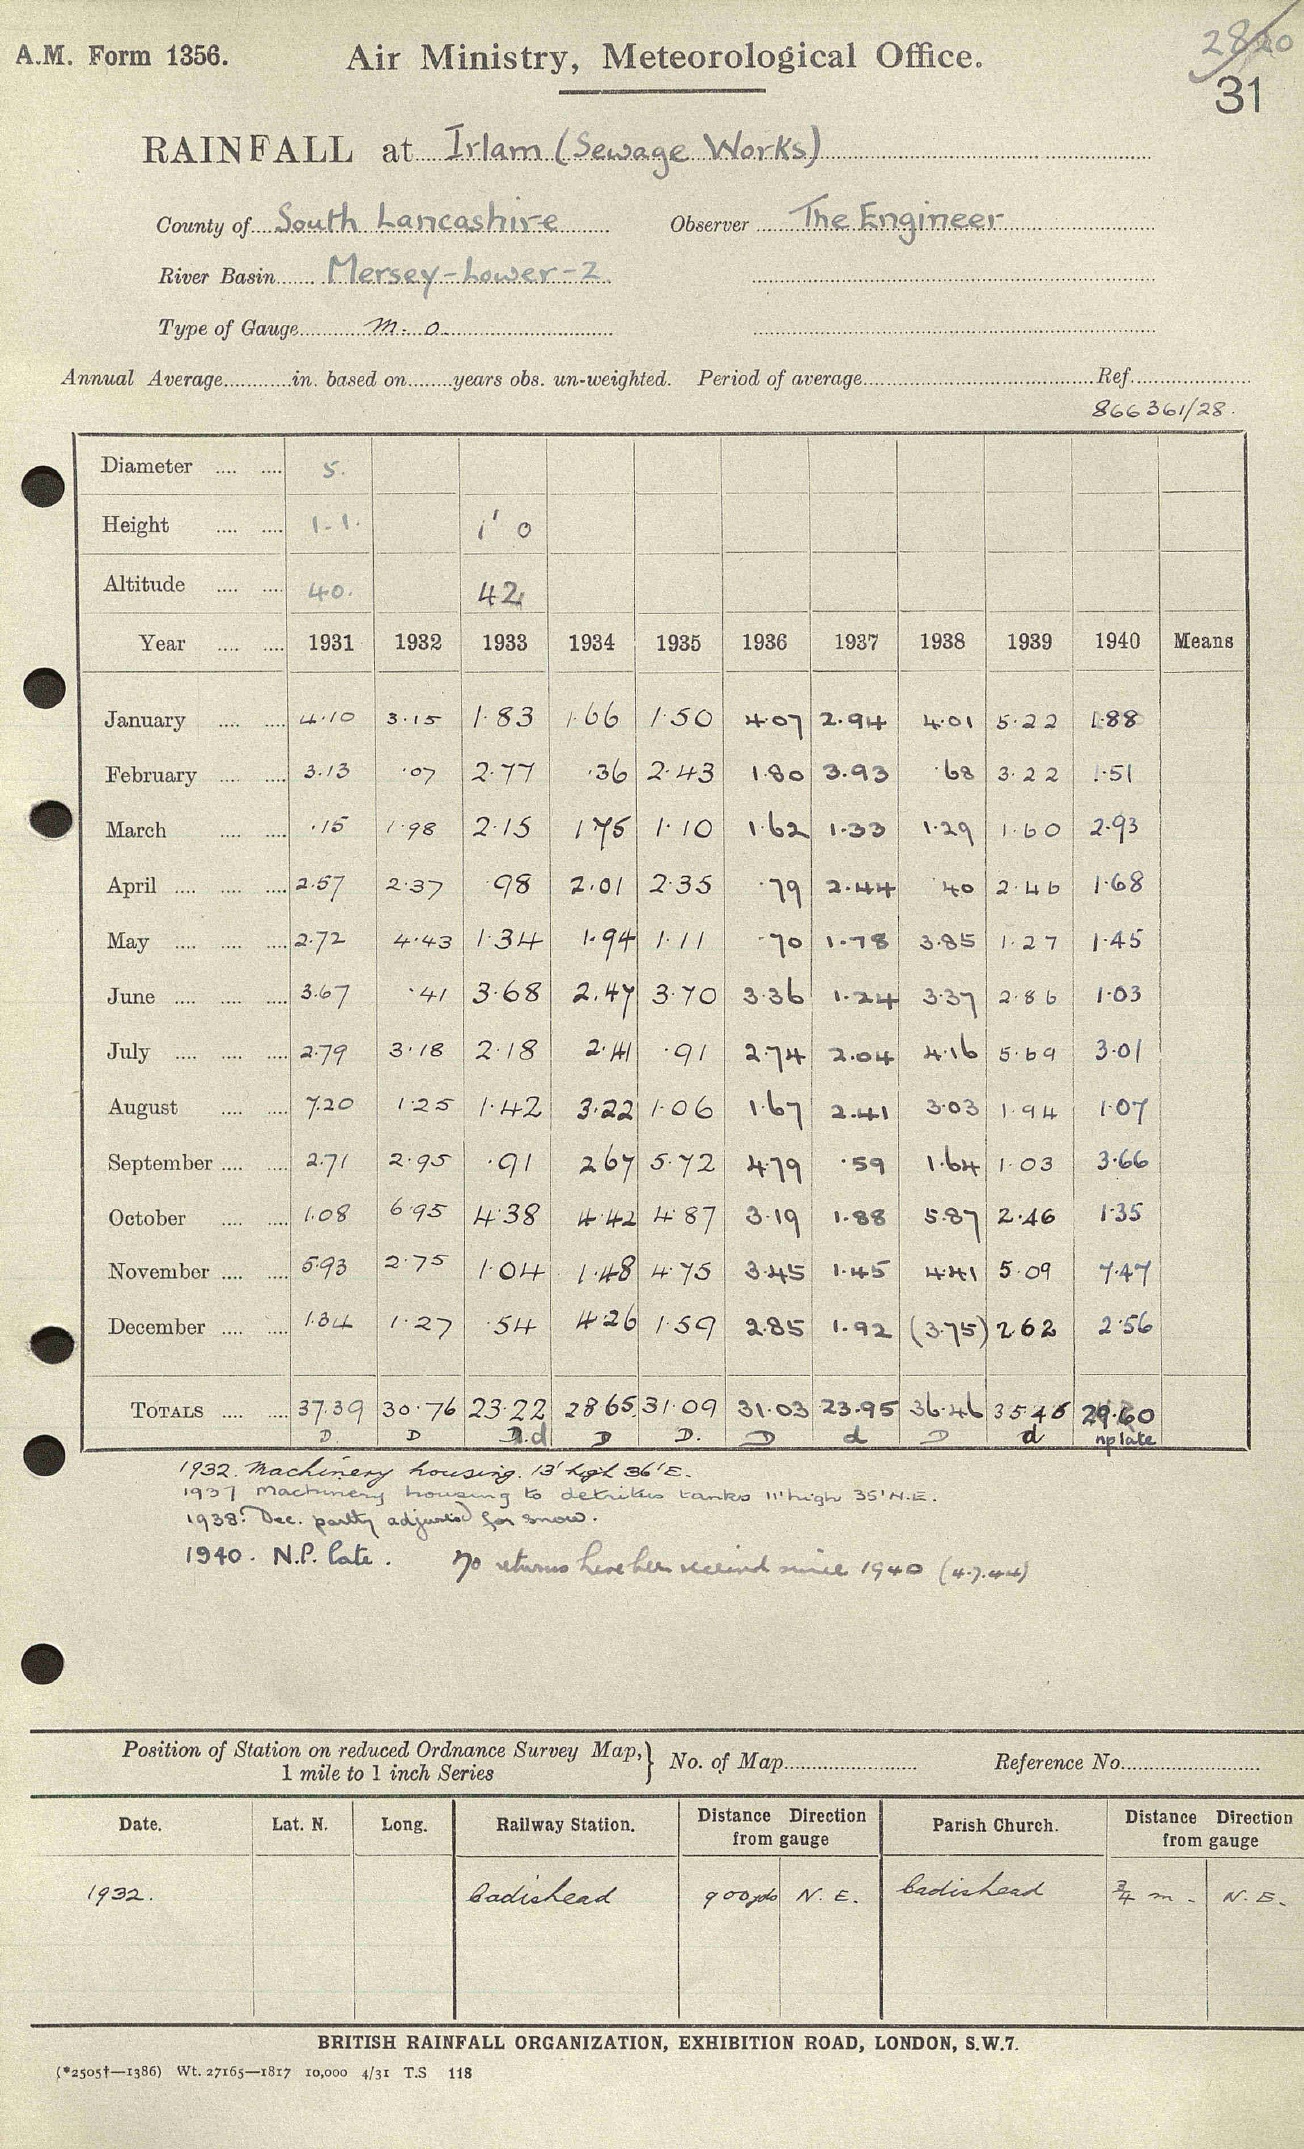 A.M. Form 1356.
Air Ministry, Meteorological Office.
2820
31
RAINFALL at Irlam (Sewage Works)
County of South Lancashire Observer The Engineer
River Basin Mersey-Lower-2
Type of Gauge M.O.
Annual Average in. based on years obs. un-weighted. Period of average Ref.
866361/28.
Diameter 5.
Height 1-1. 1' 0
Altitude 40. 42
Year 1931 1932 1933 1934 1935 1936 1937 1938 1939 1940 Means
January 4.10 3.15 1.83 1.66 1.50 4.07 2.94 4.01 5.22 1.88
February 3.13 .07 2.77 .36 2.43 1.80 3.93 .68 3.22 1.51
March .15 1.98 2.15 1.75 1.10 1.62 1.33 1.29 1.60 2.93
April 2.57 2.37 .98 2.01 2.35 .79 2.44 .40 2.46 1.68
May 2.72 4.43 1.34 1.94 1.11 .70 1.78 3.85 1.27 1.45
June 3.67 .41 3.68 2.47 3.70 3.36 1.24 3.37 2.86 1.03
July 2.79 3.18 2.18 2.41 .91 2.74 2.04 4.16 5.69 3.01
August 7.20 1.25 1.42 3.22 1.06 1.67 2.41 3.03 1.94 1.07
September 2.71 2.95 .91 2.67 5.72 4.79 .59 1.64 1.03 3.66
October 1.08 6.95 4.38 4.42 4.87 3.19 1.88 5.87 2.46 1.35
November 5.93 2.75 1.04 1.48 4.75 3.45 1.45 4.41 5.09 7.47
December 1.34 1.27 .54 4.26 1.59 2.85 1.92 (3.75) 2.62 2.56
TOTALS 37.39 30.76 23.22 28.65 31.09 31.03 23.95 36.46 35.46 29.60
D. D D.d D D. D d D d np late
1932. Machinery housing. 13' high 36' E.
1937 Machinery housing to detritus tanks 11' high 35' N.E.
1938. Dec. partly adjusted for snow.
1940. N.P. late. No returns have been received since 1940 (4.7.44)
Position of Station on reduced Ordnance Survey Map, 1 mile to 1 inch Series } No. of Map Reference No.
Date. Lat. N. Long. Railway Station. Distance Direction from gauge Parish Church. Distance Direction from gauge
1932. Cadishead 900 yds N.E. Cadishead ¾ m. N.E.
BRITISH RAINFALL ORGANIZATION, EXHIBITION ROAD, LONDON, S.W.7.
(*2505†—1386) Wt. 27165—1817 10,000 4/31 T.S 118